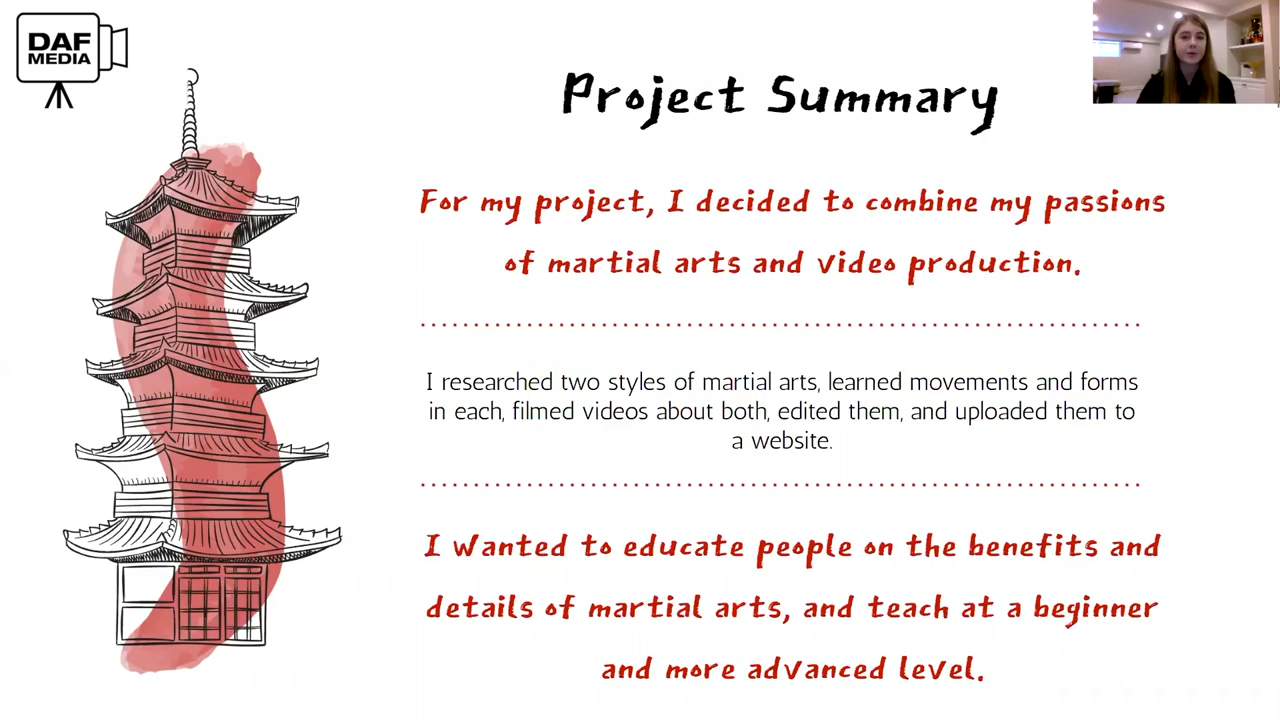 DAF
MEDIA
Project Summary
For my project, I decided to combine my passions
of martial arts and video production.
I researched two styles of martial arts, learned movements and forms
in each, filmed videos about both, edited them, and uploaded them to
a website.
I wanted to educate people on the benefits and
details of martial arts, and teach at a beginner
and more advanced level.